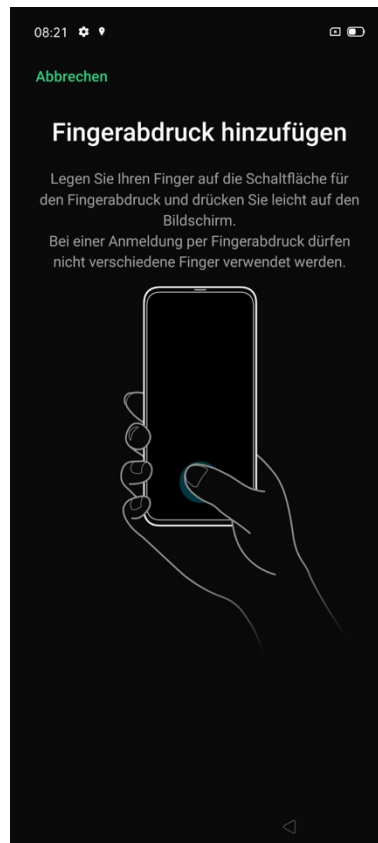 08:21
Abbrechen
Fingerabdruck hinzufügen
Legen Sie Ihren Finger auf die Schaltfläche für
den Fingerabdruck und drücken Sie leicht auf den
Bildschirm.
Bei einer Anmeldung per Fingerabdruck dürfen
nicht verschiedene Finger verwendet werden.